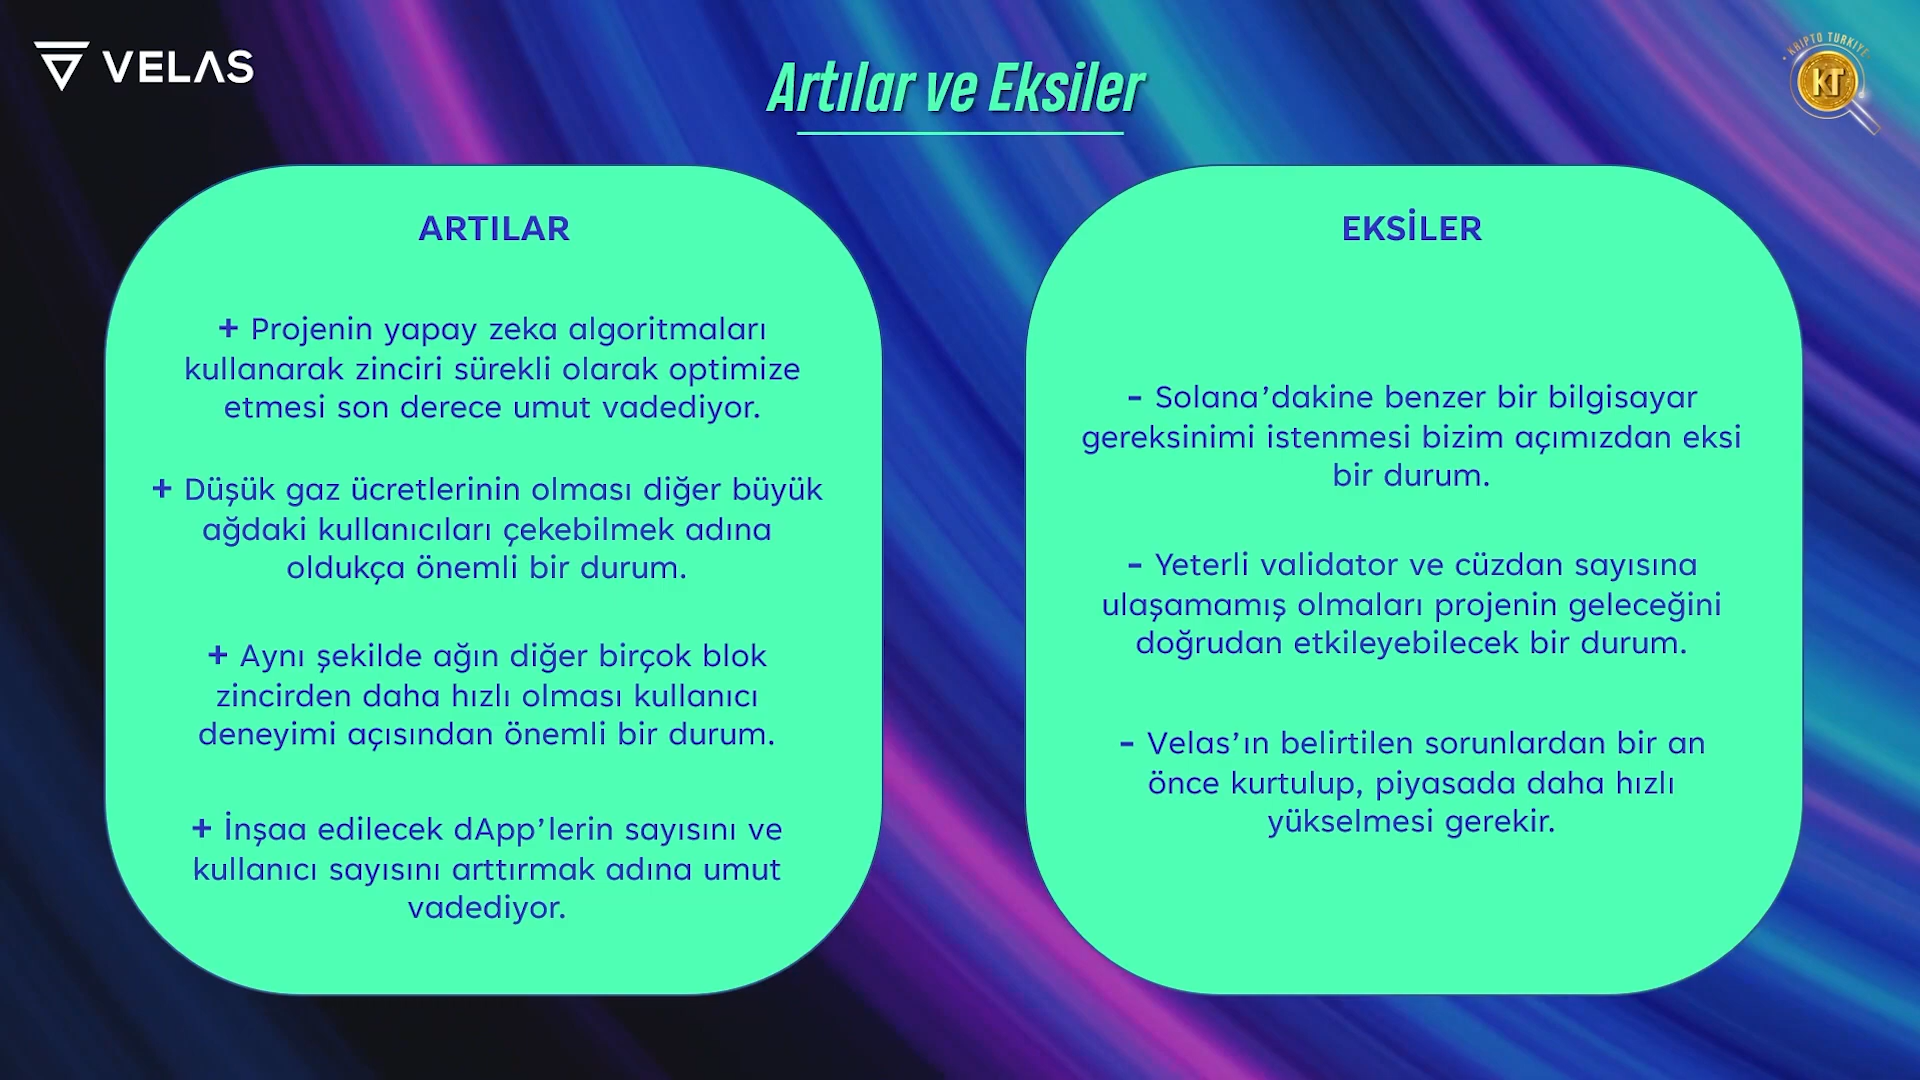 VELAS
Artılar ve Eksiler
KRIPTO TURKIYE
KT
ARTILAR
+ Projenin yapay zeka algoritmaları
kullanarak zinciri sürekli olarak optimize
etmesi son derece umut vadediyor.
+ Düşük gaz ücretlerinin olması diğer büyük
ağdaki kullanıcıları çekebilmek adına
oldukça önemli bir durum.
+ Aynı şekilde ağın diğer birçok blok
zincirden daha hızlı olması kullanıcı
deneyimi açısından önemli bir durum.
+ İnşaa edilecek dApp’lerin sayısını ve
kullanıcı sayısını arttırmak adına umut
vadediyor.
EKSİLER
- Solana’dakine benzer bir bilgisayar
gereksinimi istenmesi bizim açımızdan eksi
bir durum.
- Yeterli validator ve cüzdan sayısına
ulaşamamış olmaları projenin geleceğini
doğrudan etkileyebilecek bir durum.
- Velas’ın belirtilen sorunlardan bir an
önce kurtulup, piyasada daha hızlı
yükselmesi gerekir.